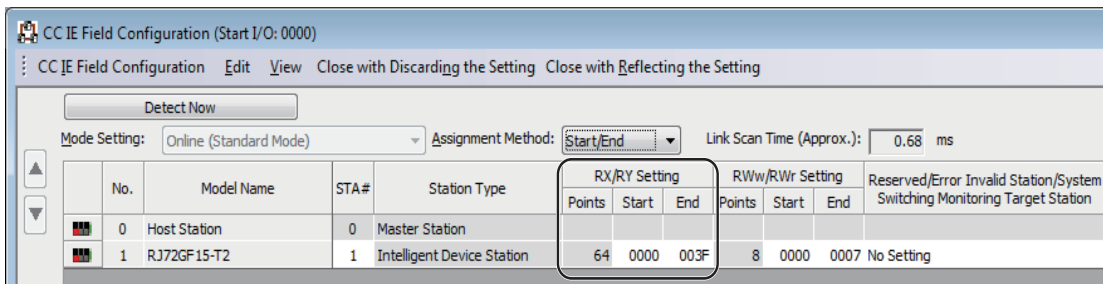 CC IE Field Configuration (Start I/O: 0000)
CC IE Field Configuration Edit View Close with Discarding the Setting Close with Reflecting the Setting
Detect Now
Mode Setting: Online (Standard Mode) Assignment Method: Start/End Link Scan Time (Approx.): 0.68 ms
No. Model Name STA# Station Type RX/RY Setting RWw/RWr Setting Reserved/Error Invalid Station/System
Switching Monitoring Target Station
Points Start End Points Start End
0 Host Station 0 Master Station
1 RJ72GF15-T2 1 Intelligent Device Station 64 0000 003F 8 0000 0007 No Setting